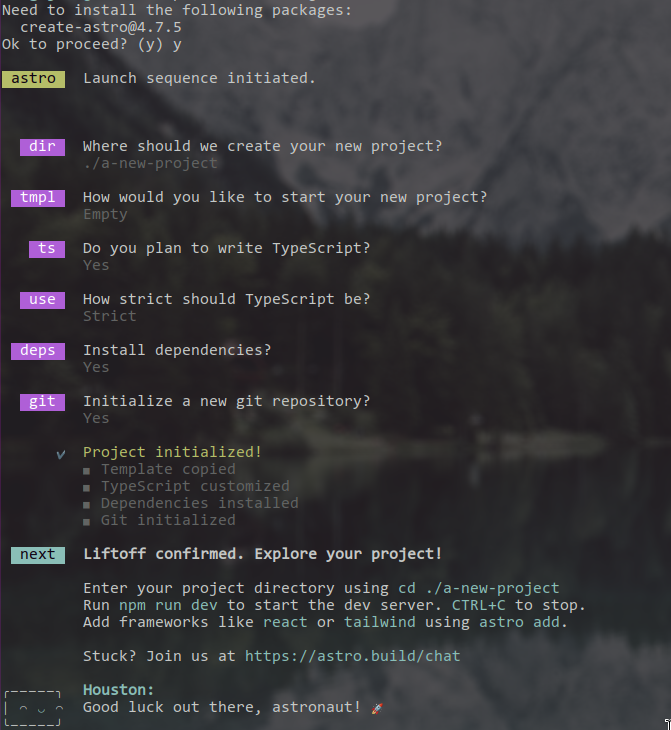 Need to install the following packages:
create-astro@4.7.5
Ok to proceed? (y) y
astro Launch sequence initiated.
dir Where should we create your new project?
./a-new-project
tmpl How would you like to start your new project?
Empty
ts Do you plan to write TypeScript?
Yes
use How strict should TypeScript be?
Strict
deps Install dependencies?
Yes
git Initialize a new git repository?
Yes
✔ Project initialized!
■ Template copied
■ TypeScript customized
■ Dependencies installed
■ Git initialized
next Liftoff confirmed. Explore your project!
Enter your project directory using cd ./a-new-project
Run npm run dev to start the dev server. CTRL+C to stop.
Add frameworks like react or tailwind using astro add.
Stuck? Join us at https://astro.build/chat
Houston:
Good luck out there, astronaut! 🚀